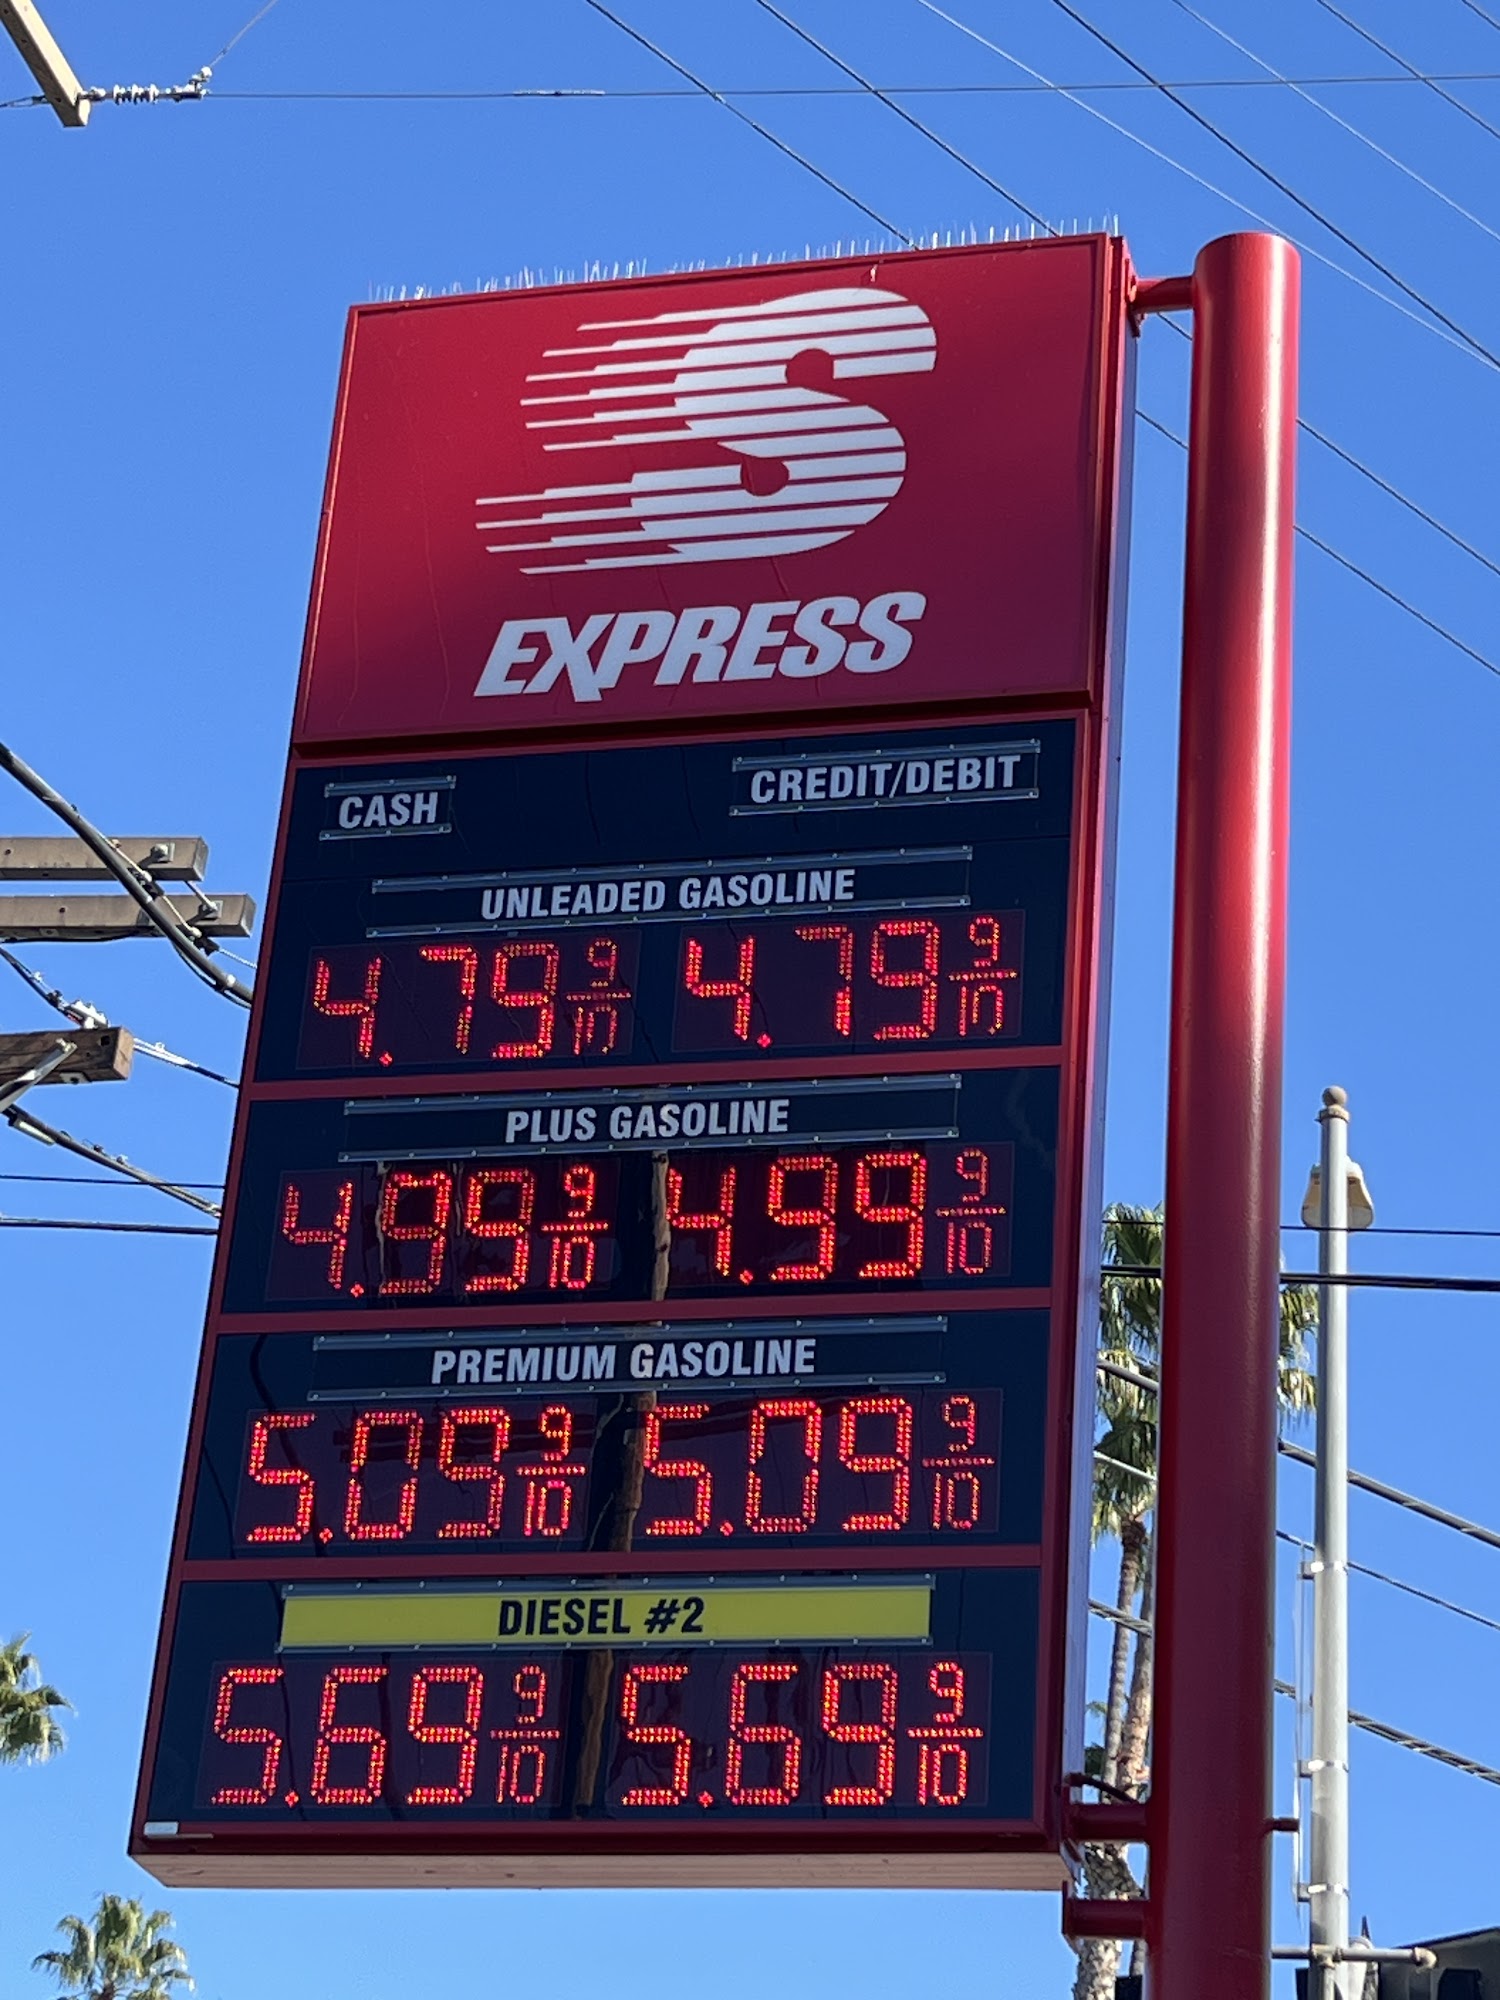 S
EXPRESS
CASH CREDIT/DEBIT
UNLEADED GASOLINE
4.79 9/10 4.79 9/10
PLUS GASOLINE
4.99 9/10 4.99 9/10
PREMIUM GASOLINE
5.09 9/10 5.09 9/10
DIESEL #2
5.69 9/10 5.69 9/10